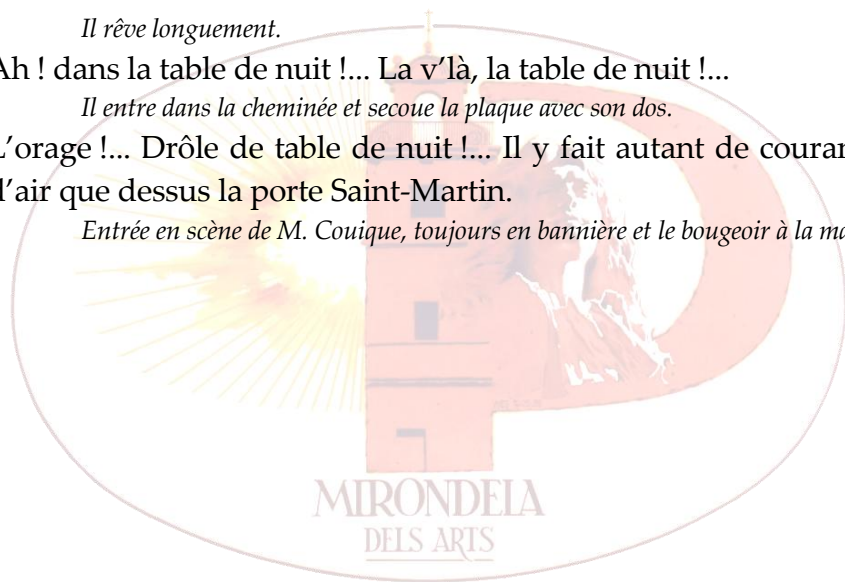 Il rêve longuement.
Ah ! dans la table de nuit !... La v’là, la table de nuit !...
Il entre dans la cheminée et secoue la plaque avec son dos.
L’orage !... Drôle de table de nuit !... Il y fait autant de couran
d’air que dessus la porte Saint-Martin.
Entrée en scène de M. Couique, toujours en bannière et le bougeoir à la ma
MIRONDELA
DELS ARTS